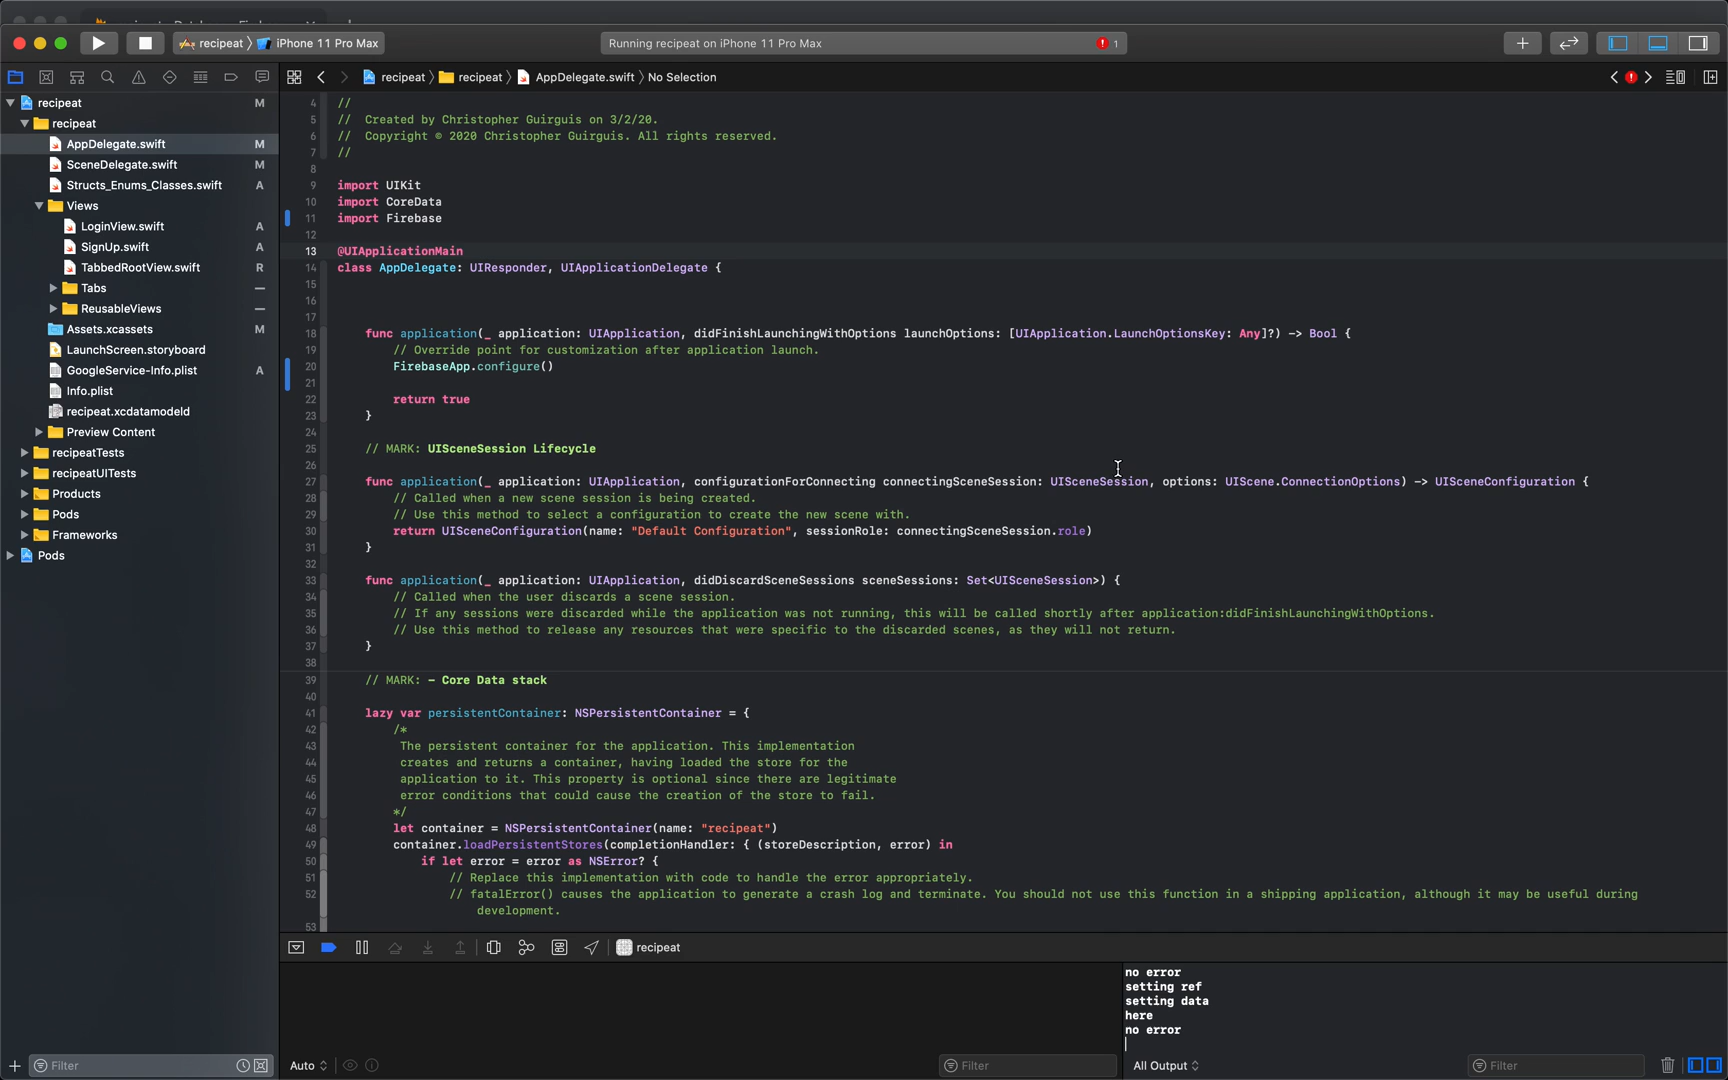 recipeat
iPhone 11 Pro Max
Running recipeat on iPhone 11 Pro Max
1
recipeat
recipeat
AppDelegate.swift
No Selection
recipeat M
recipeat
AppDelegate.swift M
SceneDelegate.swift M
Structs_Enums_Classes.swift A
Views
LoginView.swift A
SignUp.swift A
TabbedRootView.swift R
Tabs
ReusableViews
Assets.xcassets M
LaunchScreen.storyboard
GoogleService-Info.plist A
Info.plist
recipeat.xcdatamodeld
Preview Content
recipeatTests
recipeatUITests
Products
Pods
Frameworks
Pods
Filter
4 //
5 //  Created by Christopher Guirguis on 3/2/20.
6 //  Copyright © 2020 Christopher Guirguis. All rights reserved.
7 //
8
9 import UIKit
10 import CoreData
11 import Firebase
12
13 @UIApplicationMain
14 class AppDelegate: UIResponder, UIApplicationDelegate {
15
16
17
18 func application(_ application: UIApplication, didFinishLaunchingWithOptions launchOptions: [UIApplication.LaunchOptionsKey: Any]?) -> Bool {
19 // Override point for customization after application launch.
20 FirebaseApp.configure()
21
22 return true
23 }
24
25 // MARK: UISceneSession Lifecycle
26
27 func application(_ application: UIApplication, configurationForConnecting connectingSceneSession: UISceneSession, options: UIScene.ConnectionOptions) -> UISceneConfiguration {
28 // Called when a new scene session is being created.
29 // Use this method to select a configuration to create the new scene with.
30 return UISceneConfiguration(name: "Default Configuration", sessionRole: connectingSceneSession.role)
31 }
32
33 func application(_ application: UIApplication, didDiscardSceneSessions sceneSessions: Set<UISceneSession>) {
34 // Called when the user discards a scene session.
35 // If any sessions were discarded while the application was not running, this will be called shortly after application:didFinishLaunchingWithOptions.
36 // Use this method to release any resources that were specific to the discarded scenes, as they will not return.
37 }
38
39 // MARK: - Core Data stack
40
41 lazy var persistentContainer: NSPersistentContainer = {
42 /*
43 The persistent container for the application. This implementation
44 creates and returns a container, having loaded the store for the
45 application to it. This property is optional since there are legitimate
46 error conditions that could cause the creation of the store to fail.
47 */
48 let container = NSPersistentContainer(name: "recipeat")
49 container.loadPersistentStores(completionHandler: { (storeDescription, error) in
50 if let error = error as NSError? {
51 // Replace this implementation with code to handle the error appropriately.
52 // fatalError() causes the application to generate a crash log and terminate. You should not use this function in a shipping application, although it may be useful during
development.
53
recipeat
no error
setting ref
setting data
here
no error
Auto
Filter
All Output
Filter